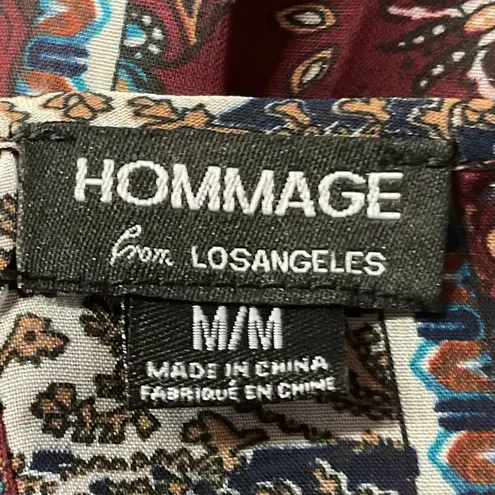 HOMMAGE
from LOSANGELES
M/M
MADE IN CHINA
FABRIQUÉ EN CHINE